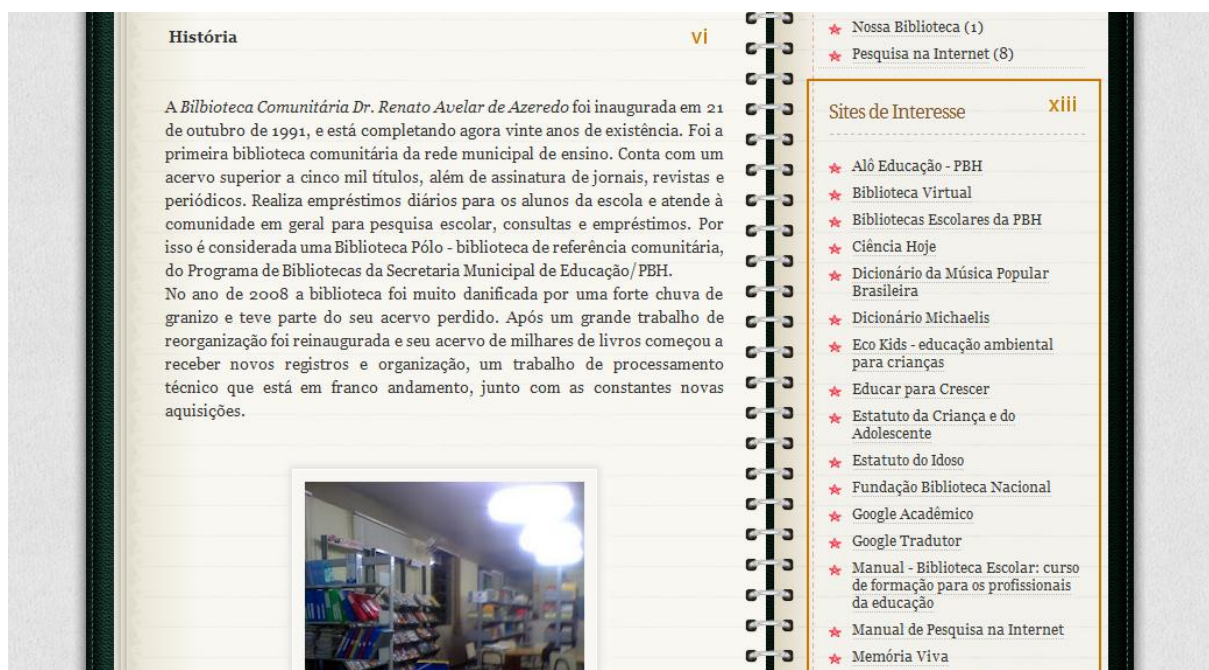 História
vi
A Bilbioteca Comunitária Dr. Renato Avelar de Azeredo foi inaugurada em 21
de outubro de 1991, e está completando agora vinte anos de existência. Foi a
primeira biblioteca comunitária da rede municipal de ensino. Conta com um
acervo superior a cinco mil títulos, além de assinatura de jornais, revistas e
periódicos. Realiza empréstimos diários para os alunos da escola e atende à
comunidade em geral para pesquisa escolar, consultas e empréstimos. Por
isso é considerada uma Biblioteca Pólo - biblioteca de referência comunitária,
do Programa de Bibliotecas da Secretaria Municipal de Educação/PBH.
No ano de 2008 a biblioteca foi muito danificada por uma forte chuva de
granizo e teve parte do seu acervo perdido. Após um grande trabalho de
reorganização foi reinaugurada e seu acervo de milhares de livros começou a
receber novos registros e organização, um trabalho de processamento
técnico que está em franco andamento, junto com as constantes novas
aquisições.
Nossa Biblioteca (1)
Pesquisa na Internet (8)
Sites de Interesse
xiii
Alô Educação - PBH
Biblioteca Virtual
Bibliotecas Escolares da PBH
Ciência Hoje
Dicionário da Música Popular
Brasileira
Dicionário Michaelis
Eco Kids - educação ambiental
para crianças
Educar para Crescer
Estatuto da Criança e do
Adolescente
Estatuto do Idoso
Fundação Biblioteca Nacional
Google Acadêmico
Google Tradutor
Manual - Biblioteca Escolar: curso
de formação para os profissionais
da educação
Manual de Pesquisa na Internet
Memória Viva